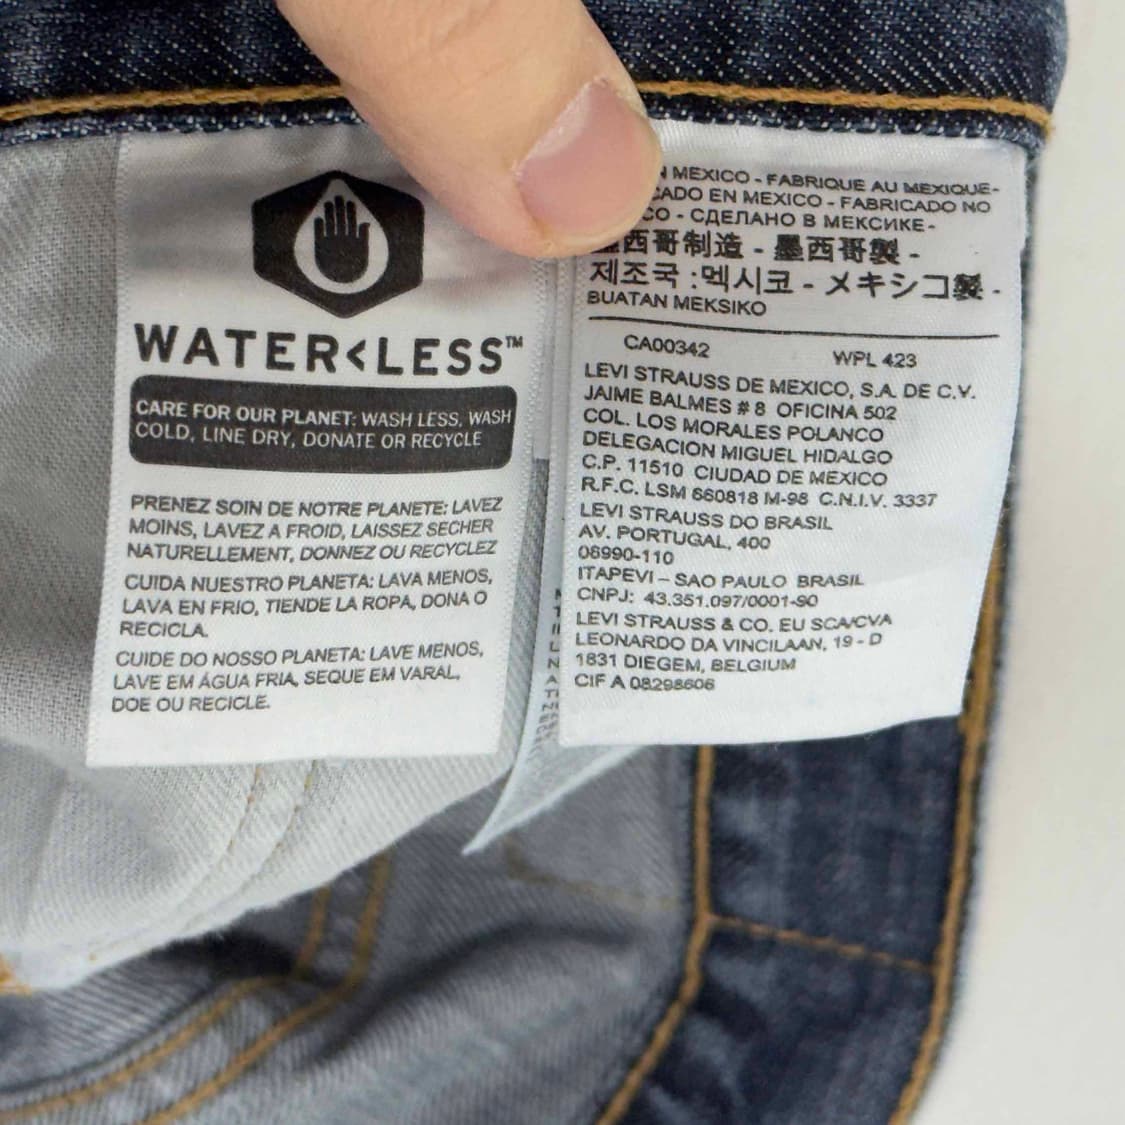 WATER<LESS™
CARE FOR OUR PLANET: WASH LESS, WASH
COLD, LINE DRY, DONATE OR RECYCLE
PRENEZ SOIN DE NOTRE PLANETE: LAVEZ
MOINS, LAVEZ A FROID, LAISSEZ SECHER
NATURELLEMENT, DONNEZ OU RECYCLEZ
CUIDA NUESTRO PLANETA: LAVA MENOS,
LAVA EN FRIO, TIENDE LA ROPA, DONA O
RECICLA.
CUIDE DO NOSSO PLANETA: LAVE MENOS,
LAVE EM ÁGUA FRIA, SEQUE EM VARAL,
DOE OU RECICLE.
MEXICO - FABRIQUE AU MEXIQUE-
EN MEXICO - FABRICADO NO
- СДЕЛАНО В МЕКСИКЕ-
西哥制造 - 墨西哥製 -
제조국 :멕시코 - メキシコ製 -
BUATAN MEKSIKO
CA00342 WPL 423
LEVI STRAUSS DE MEXICO, S.A. DE C.V.
JAIME BALMES # 8 OFICINA 502
COL. LOS MORALES POLANCO
DELEGACION MIGUEL HIDALGO
C.P. 11510 CIUDAD DE MEXICO
R.F.C. LSM 660818 M-98 C.N.I.V. 3337
LEVI STRAUSS DO BRASIL
AV. PORTUGAL, 400
06990-110
ITAPEVI – SAO PAULO BRASIL
CNPJ: 43.351.097/0001-90
LEVI STRAUSS & CO. EU SCA/CVA
LEONARDO DA VINCILAAN, 19 - D
1831 DIEGEM, BELGIUM
CIF A 08298606